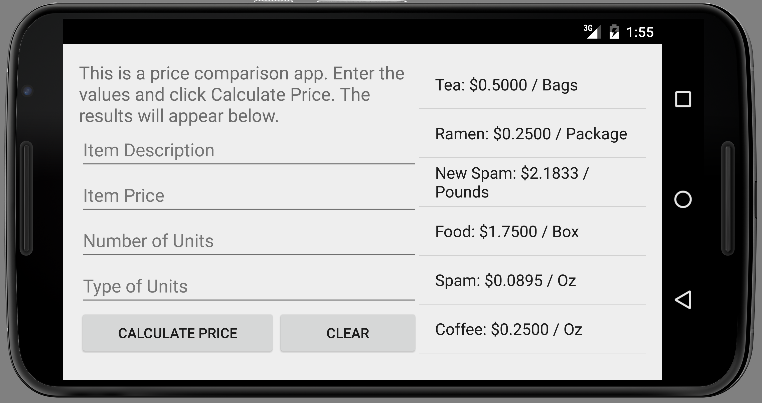 3G 1:55
This is a price comparison app. Enter the
values and click Calculate Price. The
results will appear below.
Item Description
Item Price
Number of Units
Type of Units
CALCULATE PRICE CLEAR
Tea: $0.5000 / Bags
Ramen: $0.2500 / Package
New Spam: $2.1833 /
Pounds
Food: $1.7500 / Box
Spam: $0.0895 / Oz
Coffee: $0.2500 / Oz